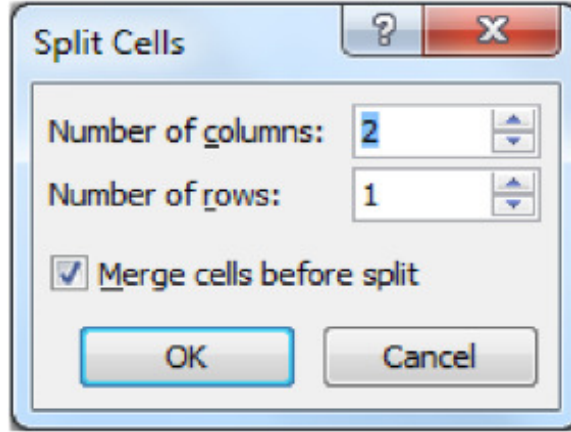 Split Cells
Number of columns: 2
Number of rows: 1
Merge cells before split
OK Cancel